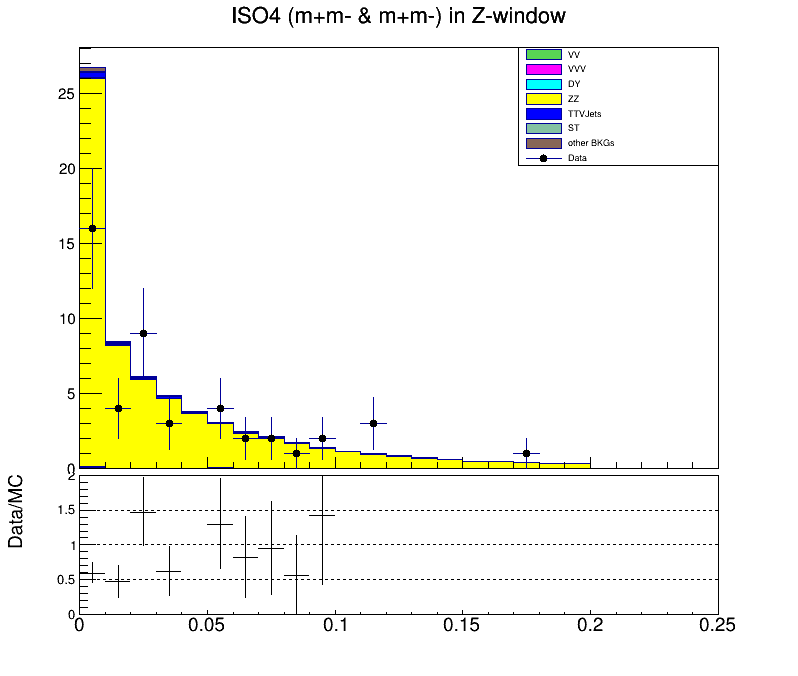 ISO4 (m+m- & m+m-) in Z-window
VV
VVV
DY
ZZ
TTVJets
ST
other BKGs
Data
25
20
15
10
5
0
Data/MC
2
1.5
1
0.5
0
0 0.05 0.1 0.15 0.2 0.25